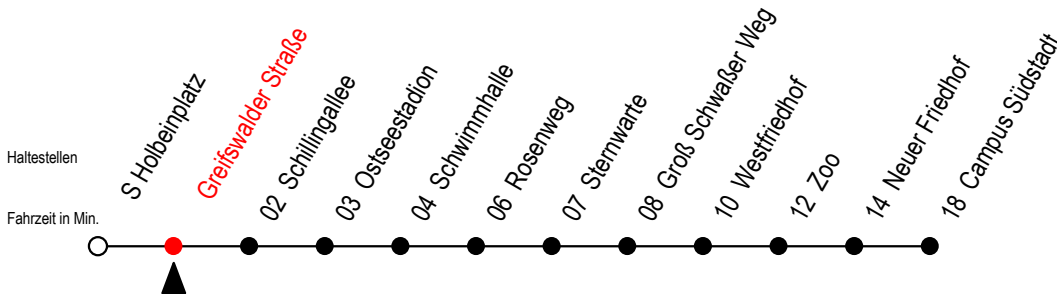 Haltestellen
Fahrzeit in Min.
S Holbeinplatz
Greifswalder Straße
02 Schillingallee
03 Ostseestadion
04 Schwimmhalle
06 Rosenweg
07 Sternwarte
08 Groß Schwaßer Weg
10 Westfriedhof
12 Zoo
14 Neuer Friedhof
18 Campus Südstadt